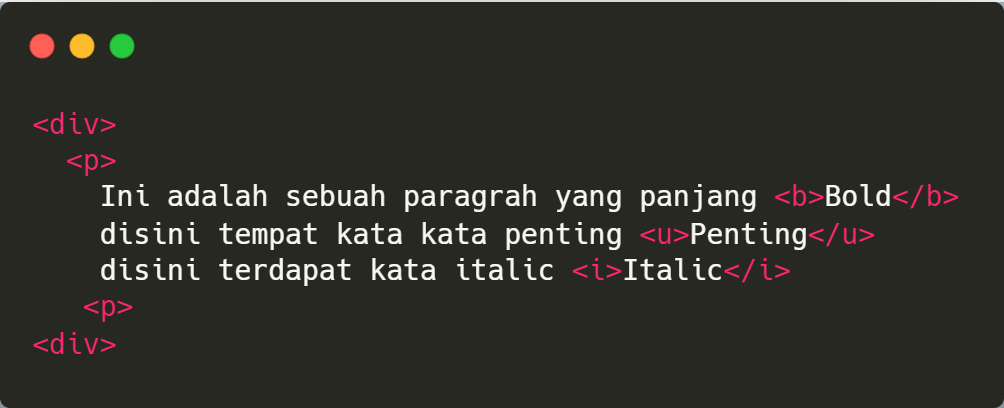 <div>
<p>
Ini adalah sebuah paragrah yang panjang <b>Bold</b>
disini tempat kata kata penting <u>Penting</u>
disini terdapat kata italic <i>Italic</i>
<p>
<div>